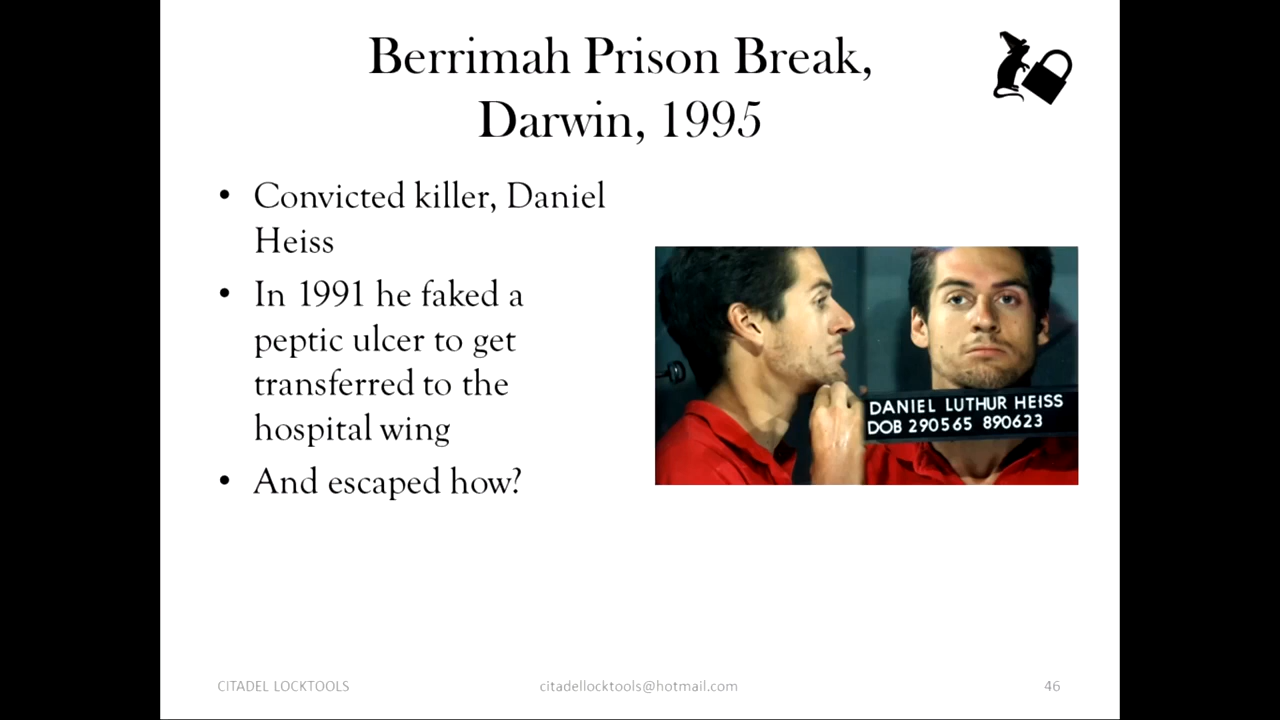 Berrimah Prison Break,
Darwin, 1995
• Convicted killer, Daniel
Heiss
• In 1991 he faked a
peptic ulcer to get
transferred to the
hospital wing
• And escaped how?
DANIEL LUTHUR HEISS
DOB 290565 890623
CITADEL LOCKTOOLS
citadellocktools@hotmail.com
46